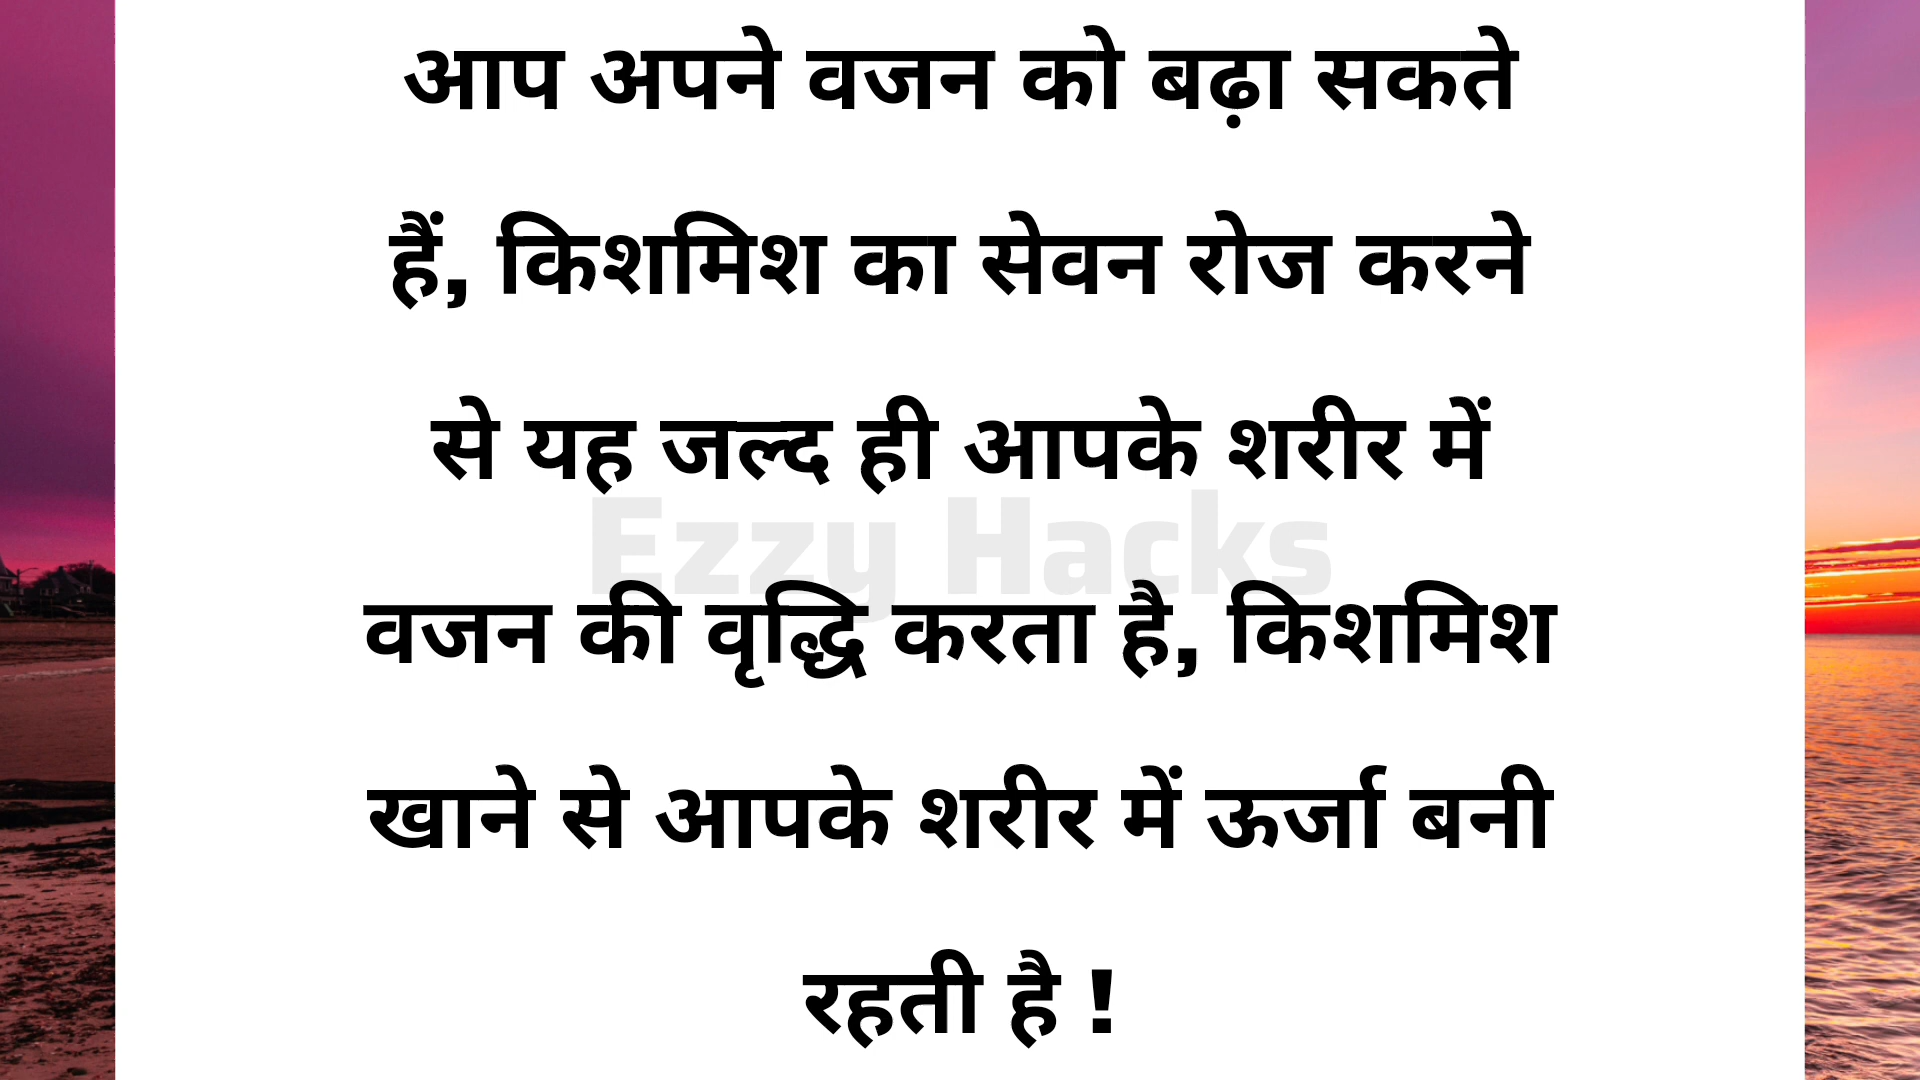 आप अपने वजन को बढ़ा सकते
हैं, किशमिश का सेवन रोज करने
से यह जल्द ही आपके शरीर में
Ezzy Hacks
वजन की वृद्धि करता है, किशमिश
खाने से आपके शरीर में ऊर्जा बनी
रहती है !